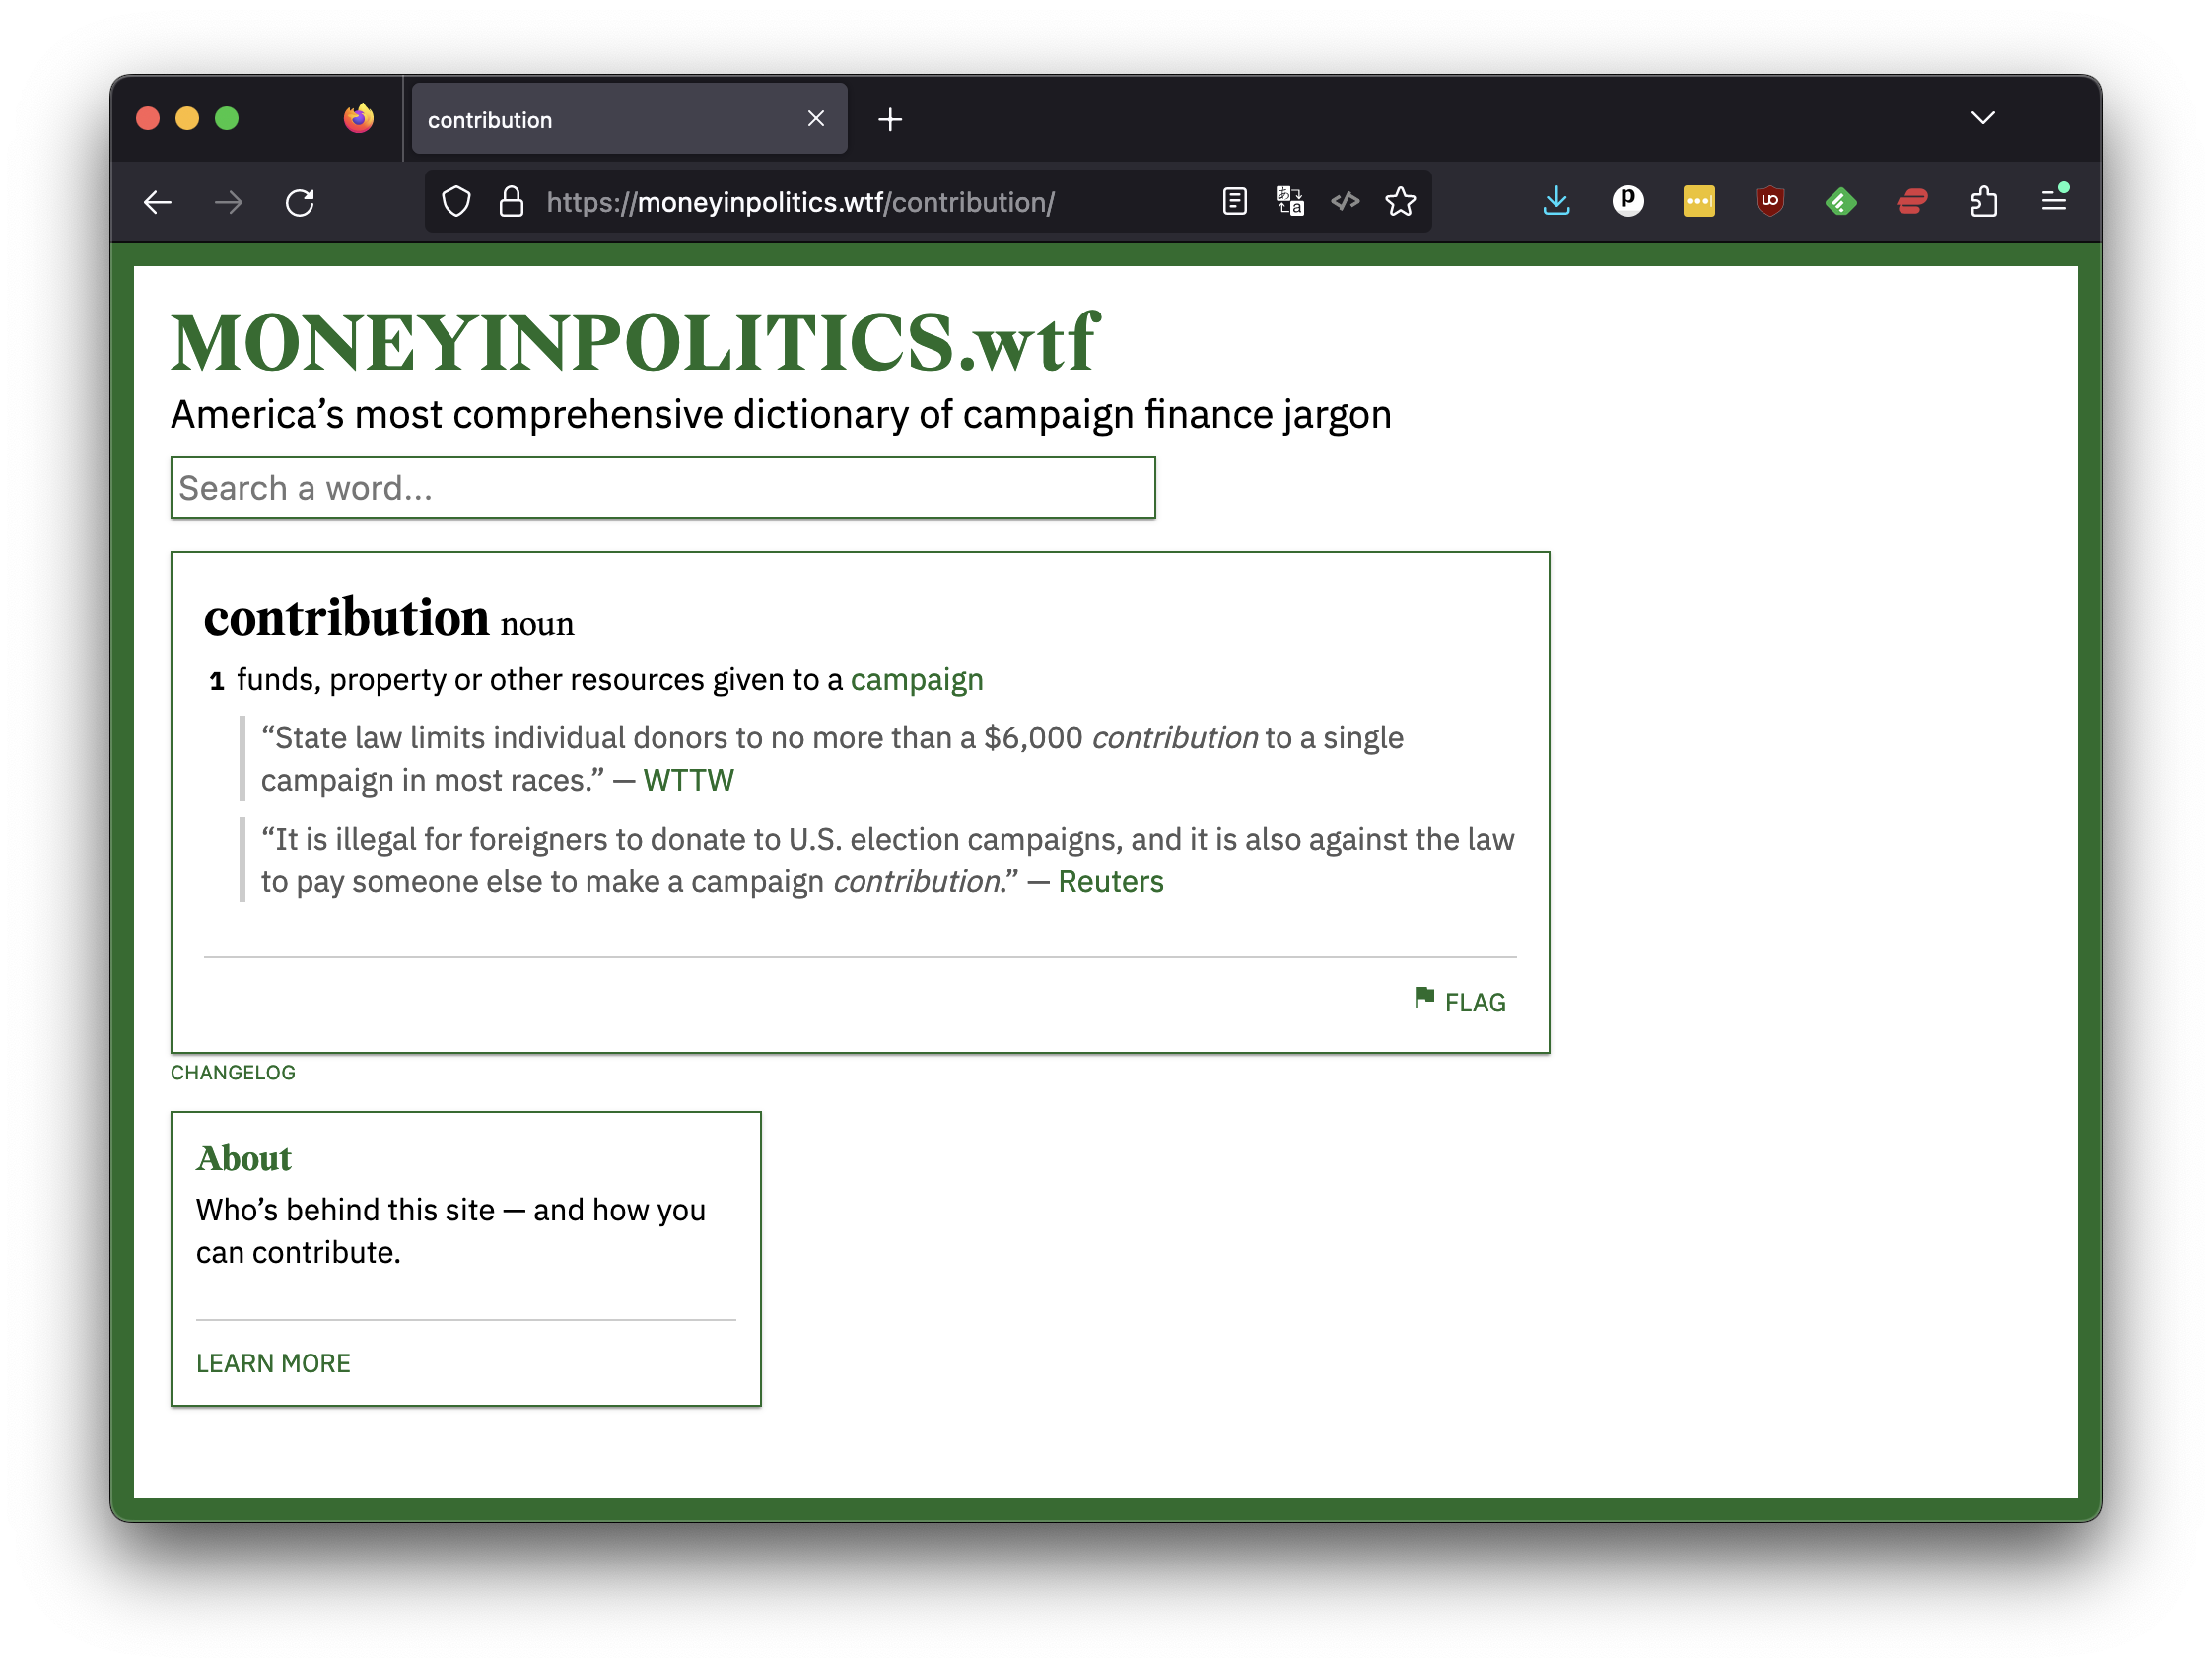 contribution
https://moneyinpolitics.wtf/contribution/
MONEYINPOLITICS.wtf
America’s most comprehensive dictionary of campaign finance jargon
Search a word...
contribution noun
1 funds, property or other resources given to a campaign
“State law limits individual donors to no more than a $6,000 contribution to a single
campaign in most races.” — WTTW
“It is illegal for foreigners to donate to U.S. election campaigns, and it is also against the law
to pay someone else to make a campaign contribution.” — Reuters
FLAG
CHANGELOG
About
Who’s behind this site — and how you
can contribute.
LEARN MORE